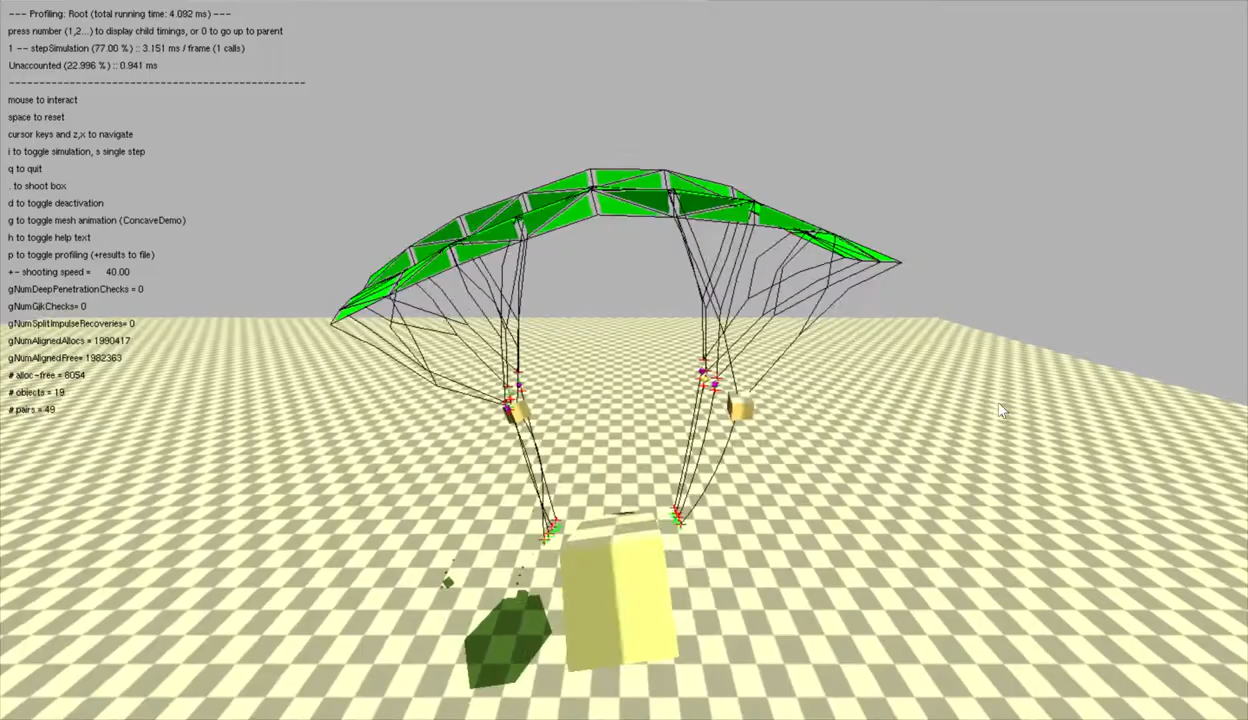 --- Profiling: Root (total running time: 4.092 ms) ---
press number (1,2...) to display child timings, or 0 to go up to parent
1 -- stepSimulation (77.00 %) :: 3.151 ms / frame (1 calls)
Unaccounted (22.996 %) :: 0.941 ms
-------------------------------------------------
mouse to interact
space to reset
cursor keys and z,x to navigate
i to toggle simulation, s single step
q to quit
. to shoot box
d to toggle deactivation
g to toggle mesh animation (ConcaveDemo)
h to toggle help text
p to toggle profiling (+results to file)
+- shooting speed = 40.00
gNumDeepPenetrationChecks = 0
gNumGjkChecks= 0
gNumSplitImpulseRecoveries= 0
gNumAlignedAllocs = 1990417
gNumAlignedFree= 1982363
# alloc-free = 8054
# objects = 19
# pairs = 49